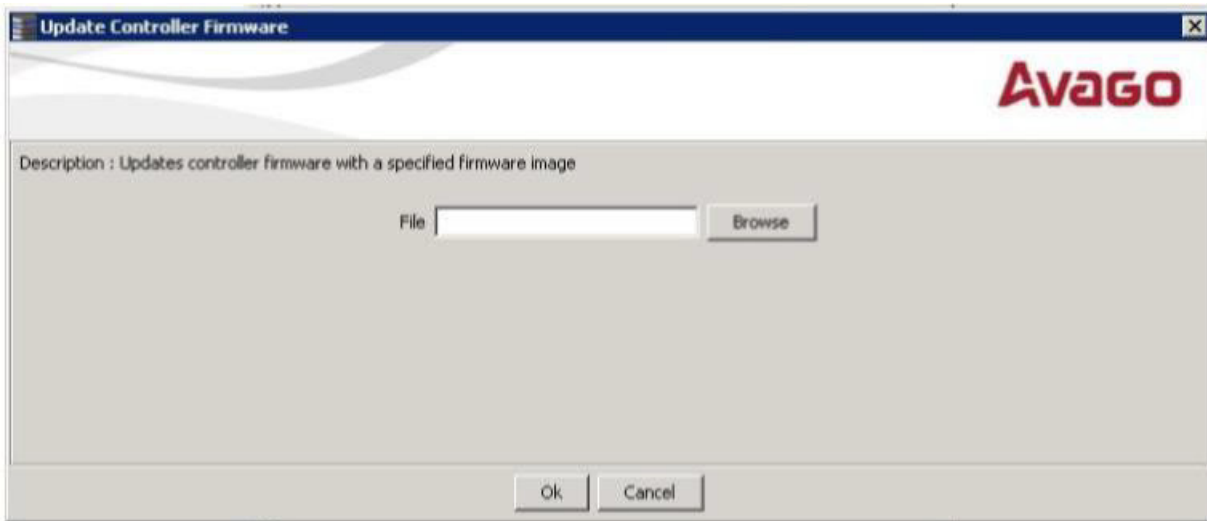 Update Controller Firmware
AVAGO
Description : Updates controller firmware with a specified firmware image
File
Browse
Ok
Cancel